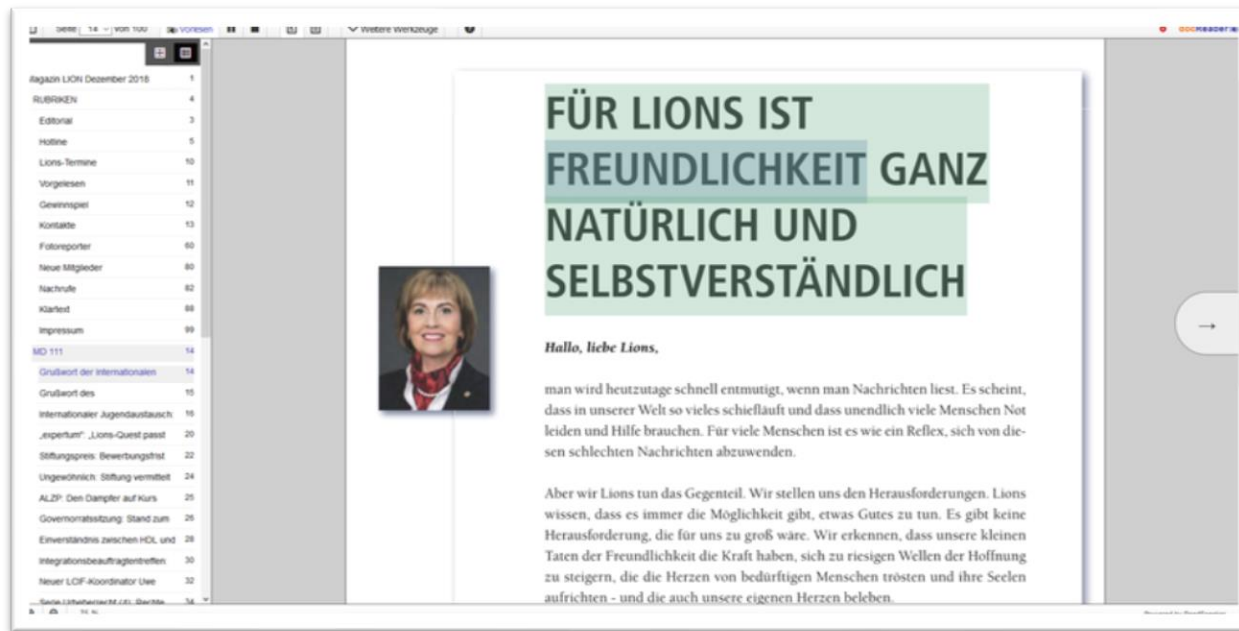 Seite 14 von 100 Vorlesen Weitere Werkzeuge ? docReader
Magazin LION Dezember 2018 1
RUBRIKEN 4
Editorial 3
Hotline 5
Lions-Termine 10
Vorgelesen 11
Gewinnspiel 12
Kontakte 13
Fotoreporter 60
Neue Mitglieder 80
Nachrufe 82
Klartext 88
Impressum 99
MD 111 14
Grußwort der Internationalen 14
Grußwort des 15
Internationaler Jugendaustausch: 16
„expertum“: „Lions-Quest passt 20
Stiftungspreis: Bewerbungsfrist 22
Ungewöhnlich: Stiftung vermittelt 24
ALZP: Den Dampfer auf Kurs 25
Governorratssitzung: Stand zum 26
Einverständnis zwischen HDL und 28
Integrationsbeauftragtentreffen: 30
Neuer LCIF-Koordinator Uwe 32
Serie Urheberrecht (4): Rechte 34
FÜR LIONS IST
FREUNDLICHKEIT GANZ
NATÜRLICH UND
SELBSTVERSTÄNDLICH
Hallo, liebe Lions,
man wird heutzutage schnell entmutigt, wenn man Nachrichten liest. Es scheint,
dass in unserer Welt so vieles schiefläuft und dass unendlich viele Menschen Not
leiden und Hilfe brauchen. Für viele Menschen ist es wie ein Reflex, sich von die-
sen schlechten Nachrichten abzuwenden.
Aber wir Lions tun das Gegenteil. Wir stellen uns den Herausforderungen. Lions
wissen, dass es immer die Möglichkeit gibt, etwas Gutes zu tun. Es gibt keine
Herausforderung, die für uns zu groß wäre. Wir erkennen, dass unsere kleinen
Taten der Freundlichkeit die Kraft haben, sich zu riesigen Wellen der Hoffnung
zu steigern, die die Herzen von bedürftigen Menschen trösten und ihre Seelen
aufrichten - und die auch unsere eigenen Herzen beleben.
→